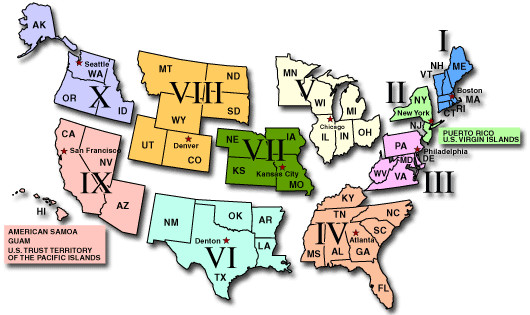 AK
Seattle
WA
OR
X
ID
MT
ND
VIII
SD
WY
UT
Denver
CO
MN
V
WI
MI
Chicago
IL
IN
OH
I
NH
VT
ME
Boston
MA
RI
CT
II
NY
New York
NJ
PUERTO RICO
U.S. VIRGIN ISLANDS
PA
Philadelphia
DE
MD
WV
VA
III
CA
San Francisco
NV
IX
AZ
HI
AMERICAN SAMOA
GUAM
U.S. TRUST TERRITORY
OF THE PACIFIC ISLANDS
NE
IA
VII
KS
Kansas City
MO
NM
OK
AR
Denton
LA
VI
TX
KY
TN
NC
IV
SC
Atlanta
MS
AL
GA
FL